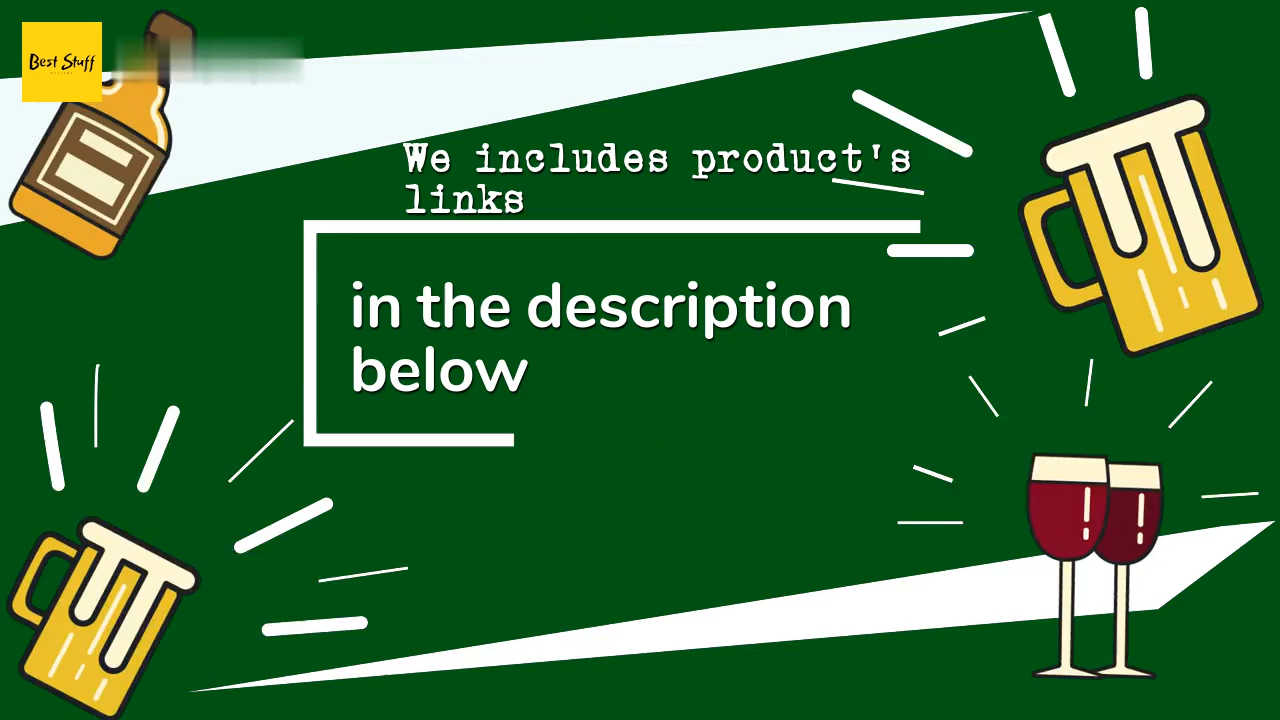 Best Stuff
We includes product's
links
in the description
below